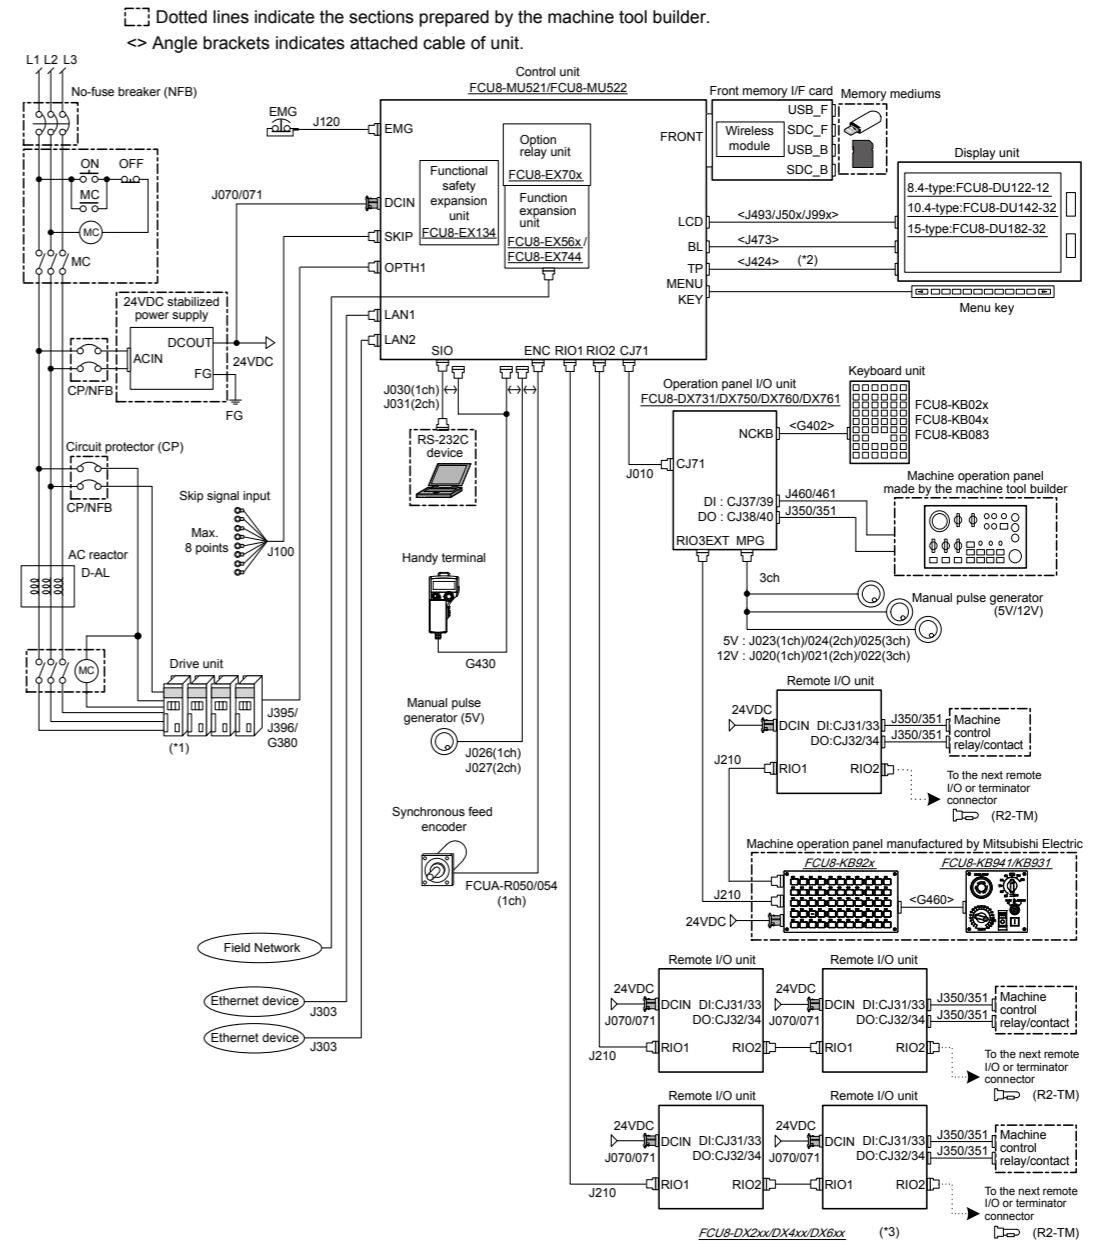 Dotted lines indicate the sections prepared by the machine tool builder.
<> Angle brackets indicates attached cable of unit.
L1 L2 L3
No-fuse breaker (NFB)
ON OFF
MC
MC
MC
24VDC stabilized
power supply
DCOUT
ACIN
FG
24VDC
FG
CP/NFB
Circuit protector (CP)
CP/NFB
AC reactor
D-AL
MC
Drive unit
(*1)
J395/
J396/
G380
Skip signal input
Max.
8 points
J100
EMG
J120
J070/071
Control unit
FCU8-MU521/FCU8-MU522
EMG
DCIN
SKIP
OPTH1
LAN1
LAN2
Functional
safety
expansion
unit
FCU8-EX134
Option
relay unit
FCU8-EX70x
Function
expansion
unit
FCU8-EX56x /
FCU8-EX744
FRONT
LCD
BL
TP
MENU
KEY
SIO
ENC RIO1 RIO2 CJ71
Front memory I/F card
Wireless
module
USB_F
SDC_F
USB_B
SDC_B
Memory mediums
Display unit
8.4-type:FCU8-DU122-12
10.4-type:FCU8-DU142-32
15-type:FCU8-DU182-32
<J493/J50x/J99x>
<J473>
<J424> (*2)
Menu key
J030(1ch)
J031(2ch)
RS-232C
device
Handy terminal
G430
Manual pulse
generator (5V)
J026(1ch)
J027(2ch)
Synchronous feed
encoder
FCUA-R050/054
(1ch)
Field Network
Ethernet device
J303
Ethernet device
J303
Operation panel I/O unit
FCU8-DX731/DX750/DX760/DX761
NCKB
CJ71
J010
DI : CJ37/39
DO : CJ38/40
RIO3EXT MPG
<G402>
Keyboard unit
FCU8-KB02x
FCU8-KB04x
FCU8-KB083
Machine operation panel
made by the machine tool builder
J460/461
J350/351
3ch
Manual pulse generator
(5V/12V)
5V : J023(1ch)/024(2ch)/025(3ch)
12V : J020(1ch)/021(2ch)/022(3ch)
Remote I/O unit
24VDC
DCIN DI:CJ31/33
DO:CJ32/34
RIO1 RIO2
J210
J350/351
J350/351
Machine
control
relay/contact
To the next remote
I/O or terminator
connector
(R2-TM)
Machine operation panel manufactured by Mitsubishi Electric
FCU8-KB92x
FCU8-KB941/KB931
J210
24VDC
<G460>
Remote I/O unit
Remote I/O unit
24VDC
J070/071
DCIN DI:CJ31/33
DO:CJ32/34
RIO1 RIO2
J210
24VDC
J070/071
DCIN DI:CJ31/33
DO:CJ32/34
RIO1 RIO2
J350/351
J350/351
Machine
control
relay/contact
To the next remote
I/O or terminator
connector
(R2-TM)
Remote I/O unit
Remote I/O unit
24VDC
J070/071
DCIN DI:CJ31/33
DO:CJ32/34
RIO1 RIO2
J210
24VDC
J070/071
DCIN DI:CJ31/33
DO:CJ32/34
RIO1 RIO2
J350/351
J350/351
Machine
control
relay/contact
To the next remote
I/O or terminator
connector
(R2-TM)
FCU8-DX2xx/DX4xx/DX6xx (*3)